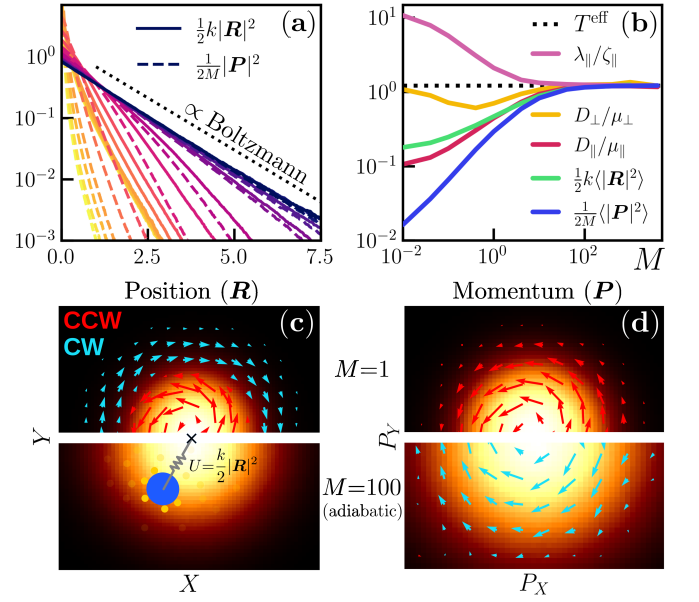 (a)
½k|R|²
1/2M |P|²
∝ Boltzmann
10⁰
10⁻¹
10⁻²
10⁻³
0.0 2.5 5.0 7.5
(b)
T^eff
λ∥/ζ∥
D⊥/μ⊥
D∥/μ∥
½k⟨|R|²⟩
1/2M ⟨|P|²⟩
10¹
10⁰
10⁻¹
10⁻²
10⁻² 10⁰ 10² M
Position (R)
(c)
CCW
CW
Y
X
U=k/2|R|²
M=1
M=100
(adiabatic)
Momentum (P)
(d)
P_Y
P_X